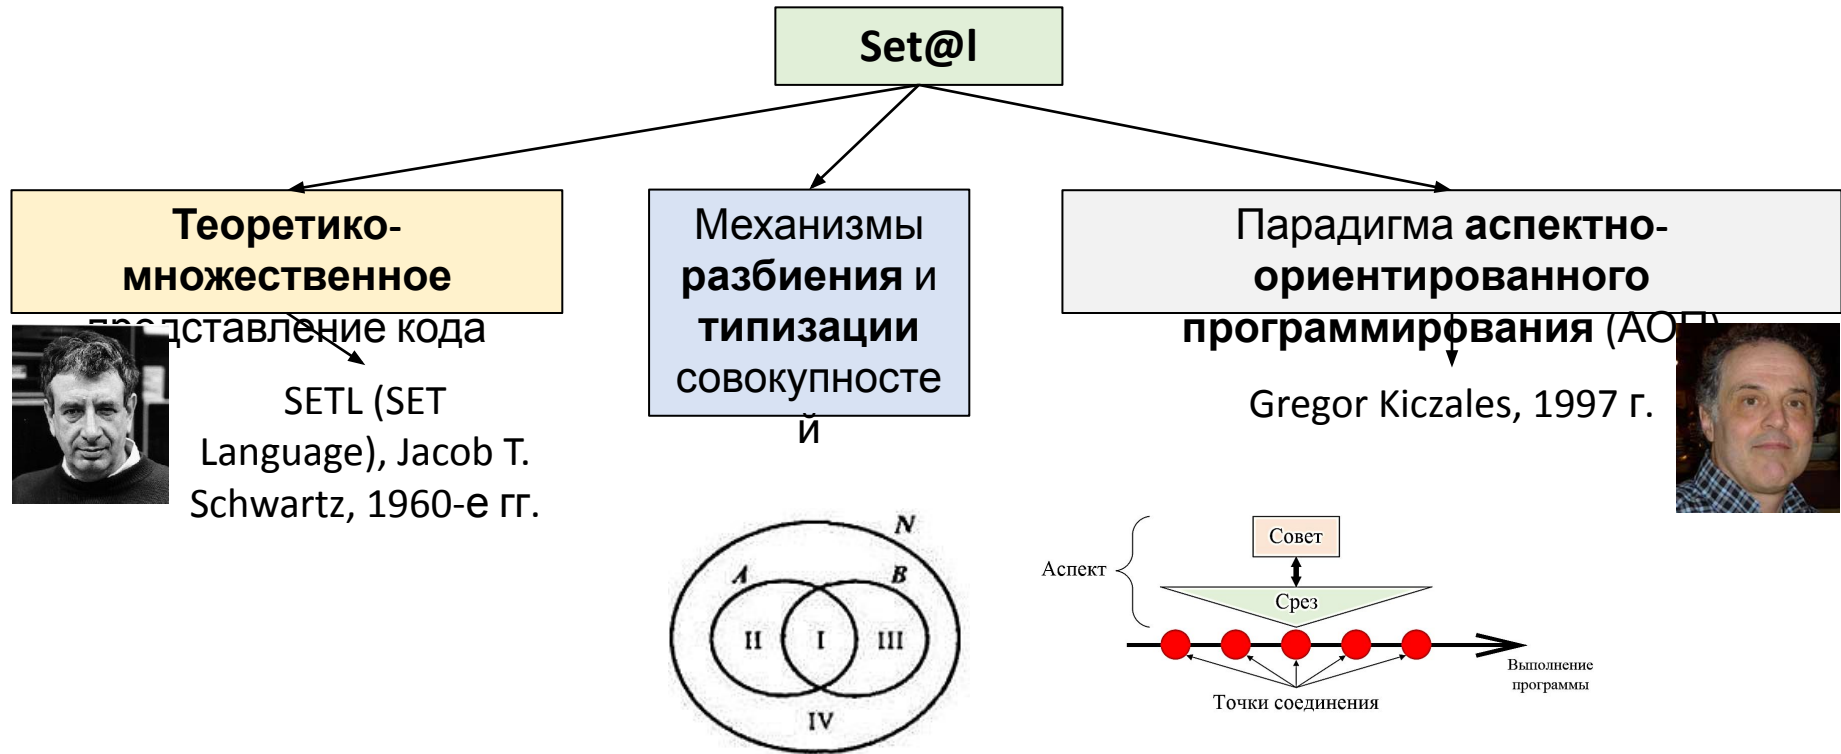 Set@l
Теоретико-
множественное
представление кода
SETL (SET
Language), Jacob T.
Schwartz, 1960-е гг.
Механизмы
разбиения и
типизации
совокупносте
й
Парадигма аспектно-
ориентированного
программирования (АОП)
Gregor Kiczales, 1997 г.
N
A
B
II
I
III
IV
Совет
Аспект
Срез
Выполнение
программы
Точки соединения